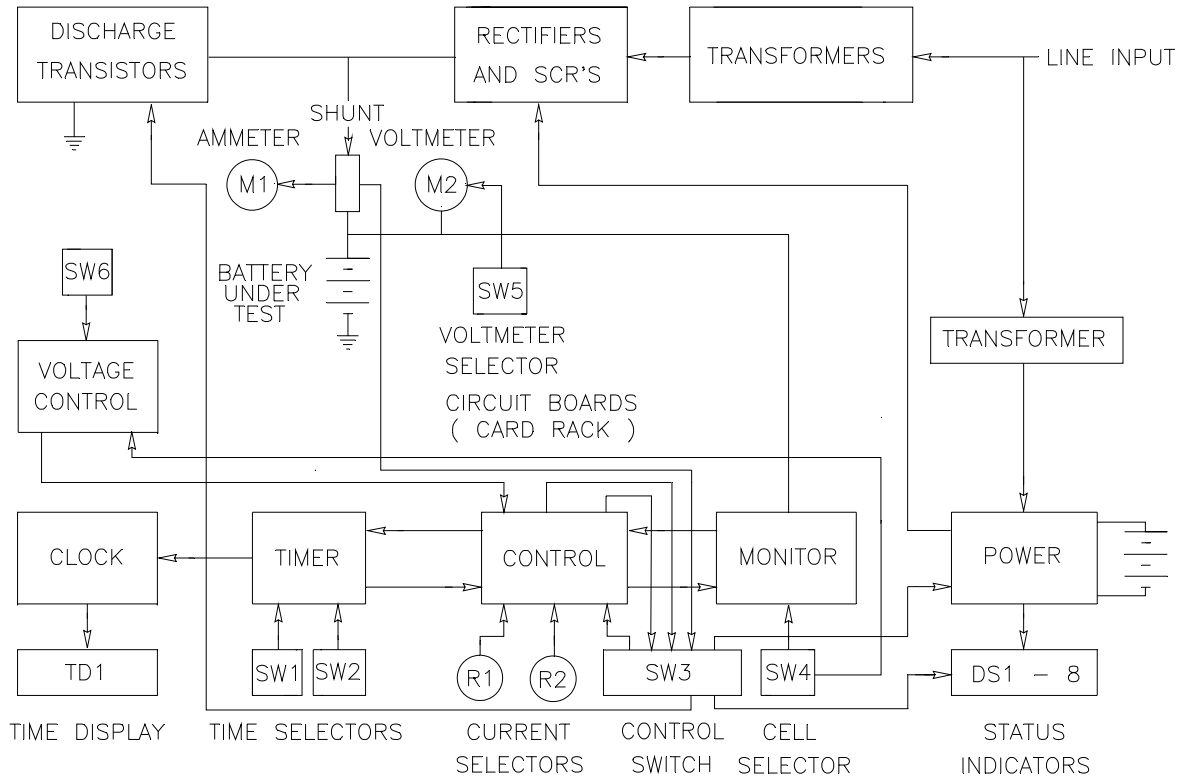 DISCHARGE
TRANSISTORS
RECTIFIERS
AND SCR'S
TRANSFORMERS
LINE INPUT
SHUNT
AMMETER
VOLTMETER
M1
M2
SW6
BATTERY
UNDER
TEST
SW5
VOLTMETER
SELECTOR
TRANSFORMER
VOLTAGE
CONTROL
CIRCUIT BOARDS
( CARD RACK )
CLOCK
TIMER
CONTROL
MONITOR
POWER
TD1
SW1
SW2
R1
R2
SW3
SW4
DS1 - 8
TIME DISPLAY
TIME SELECTORS
CURRENT
SELECTORS
CONTROL
SWITCH
CELL
SELECTOR
STATUS
INDICATORS